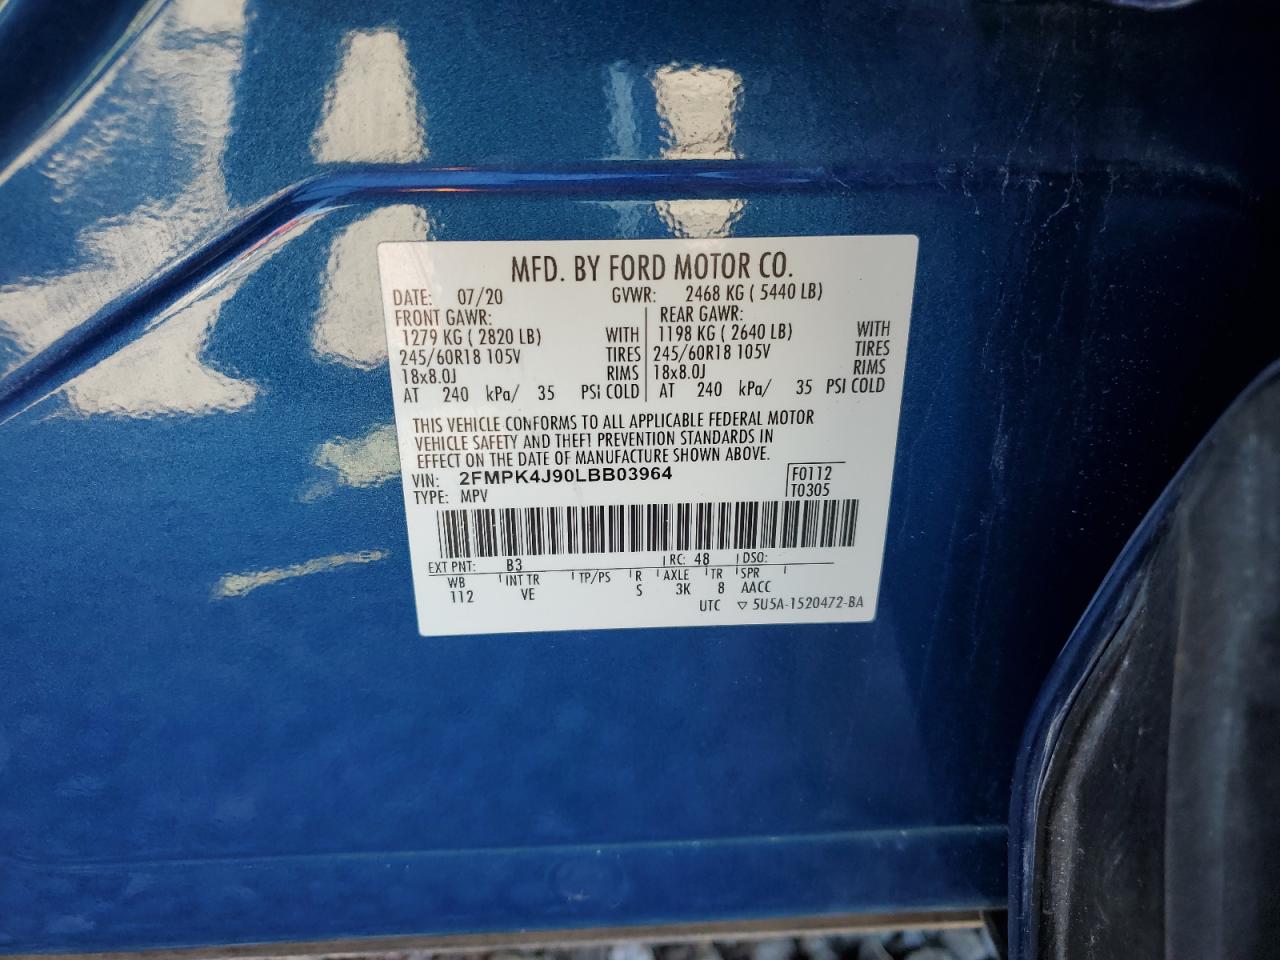 MFD. BY FORD MOTOR CO.
DATE: 07/20 GVWR: 2468 KG ( 5440 LB)
FRONT GAWR: REAR GAWR:
1279 KG ( 2820 LB) WITH 1198 KG ( 2640 LB) WITH
245/60R18 105V TIRES 245/60R18 105V TIRES
18x8.0J RIMS 18x8.0J RIMS
AT 240 kPa/ 35 PSI COLD AT 240 kPa/ 35 PSI COLD
THIS VEHICLE CONFORMS TO ALL APPLICABLE FEDERAL MOTOR
VEHICLE SAFETY AND THEFT PREVENTION STANDARDS IN
EFFECT ON THE DATE OF MANUFACTURE SHOWN ABOVE.
VIN: 2FMPK4J90LBB03964 F0112
TYPE: MPV T0305
EXT PNT: B3 RC: 48 DSO:
WB INT TR TP/PS R AXLE TR SPR
112 VE S 3K 8 AACC
UTC ▽ 5U5A-1520472-BA